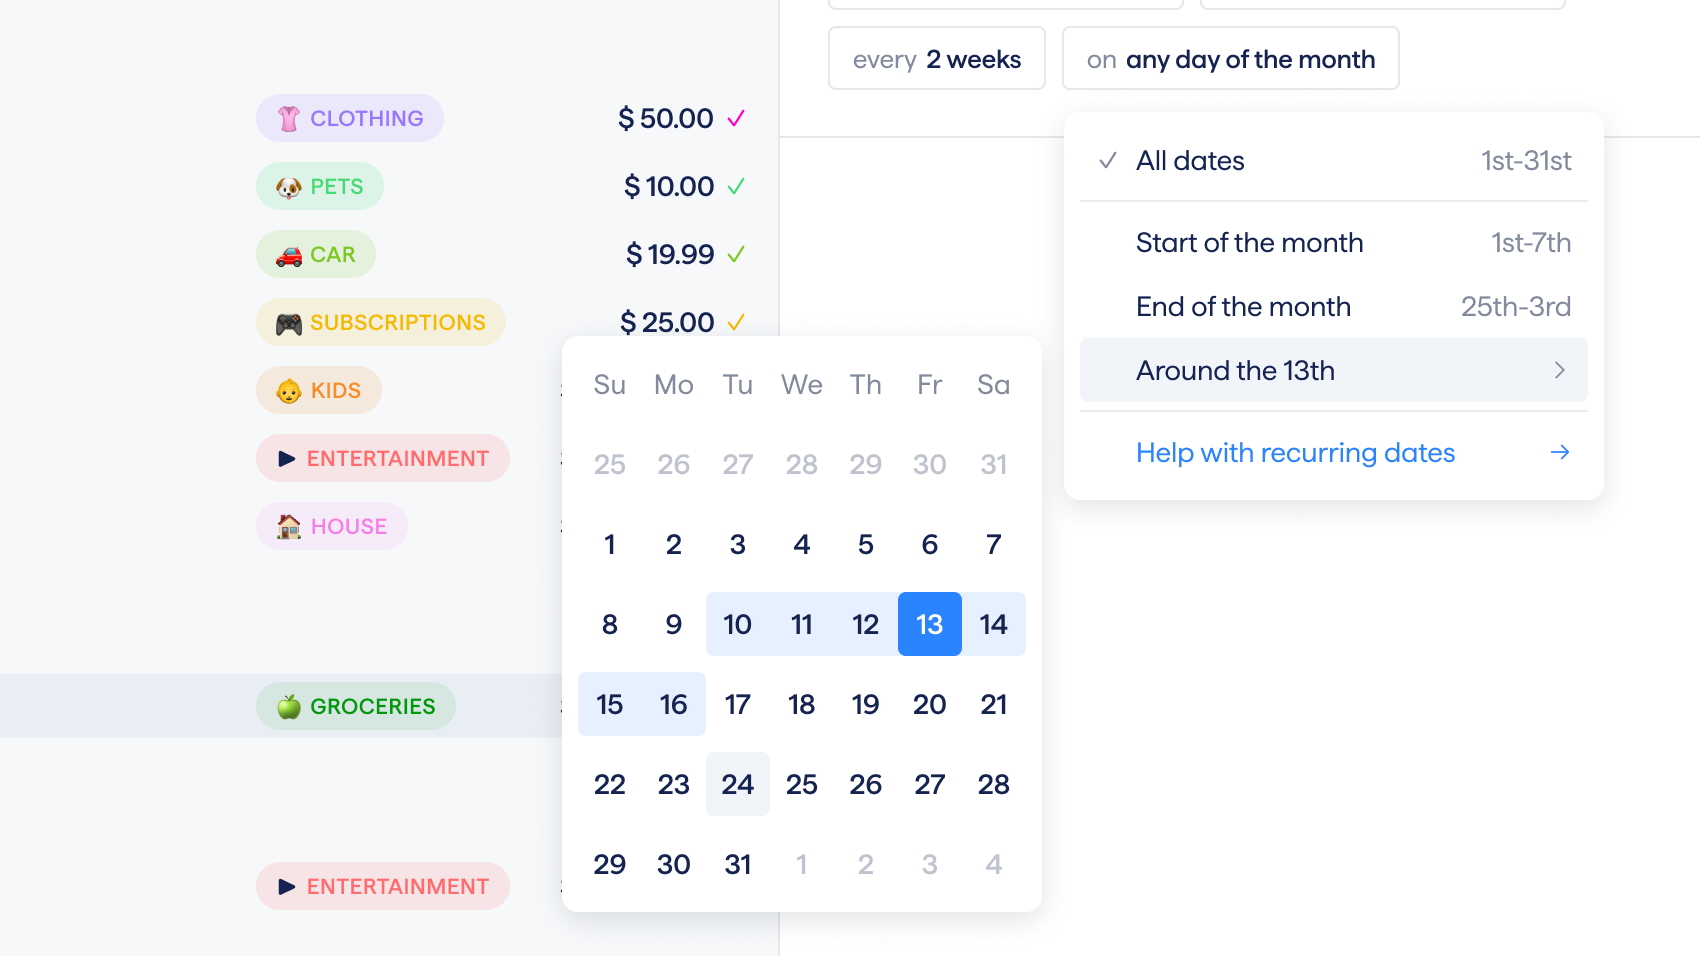 every 2 weeks
on any day of the month
CLOTHING $ 50.00
PETS $ 10.00
CAR $ 19.99
SUBSCRIPTIONS $ 25.00
KIDS
ENTERTAINMENT
HOUSE
GROCERIES
ENTERTAINMENT
Su Mo Tu We Th Fr Sa
25 26 27 28 29 30 31
1 2 3 4 5 6 7
8 9 10 11 12 13 14
15 16 17 18 19 20 21
22 23 24 25 26 27 28
29 30 31 1 2 3 4
All dates 1st-31st
Start of the month 1st-7th
End of the month 25th-3rd
Around the 13th
Help with recurring dates